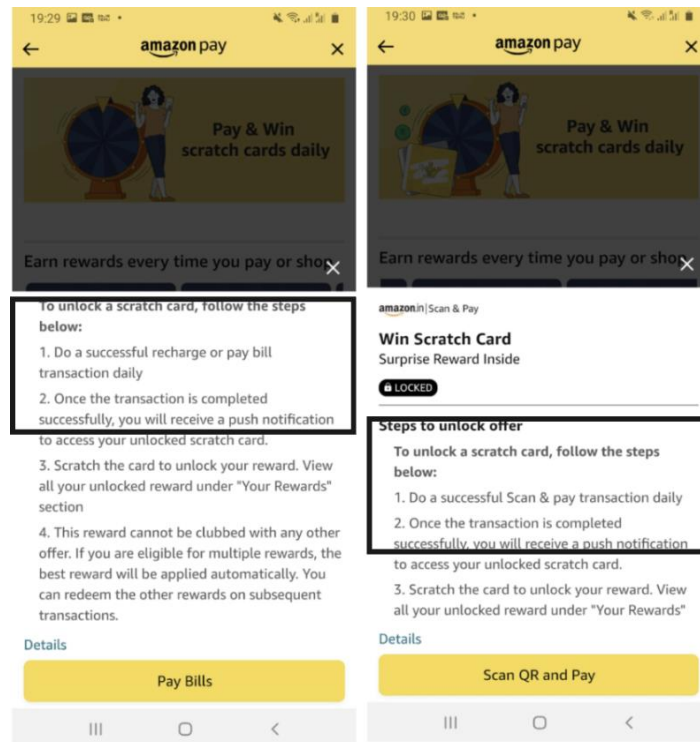 19:29
amazon pay
Pay & Win
scratch cards daily
Earn rewards every time you pay or shop
To unlock a scratch card, follow the steps
below:
1. Do a successful recharge or pay bill
transaction daily
2. Once the transaction is completed
successfully, you will receive a push notification
to access your unlocked scratch card.
3. Scratch the card to unlock your reward. View
all your unlocked reward under "Your Rewards"
section
4. This reward cannot be clubbed with any other
offer. If you are eligible for multiple rewards, the
best reward will be applied automatically. You
can redeem the other rewards on subsequent
transactions.
Details
Pay Bills
19:30
amazon pay
Pay & Win
scratch cards daily
Earn rewards every time you pay or shop
amazon.in | Scan & Pay
Win Scratch Card
Surprise Reward Inside
LOCKED
Steps to unlock offer
To unlock a scratch card, follow the steps
below:
1. Do a successful Scan & pay transaction daily
2. Once the transaction is completed
successfully, you will receive a push notification
to access your unlocked scratch card.
3. Scratch the card to unlock your reward. View
all your unlocked reward under "Your Rewards"
Details
Scan QR and Pay